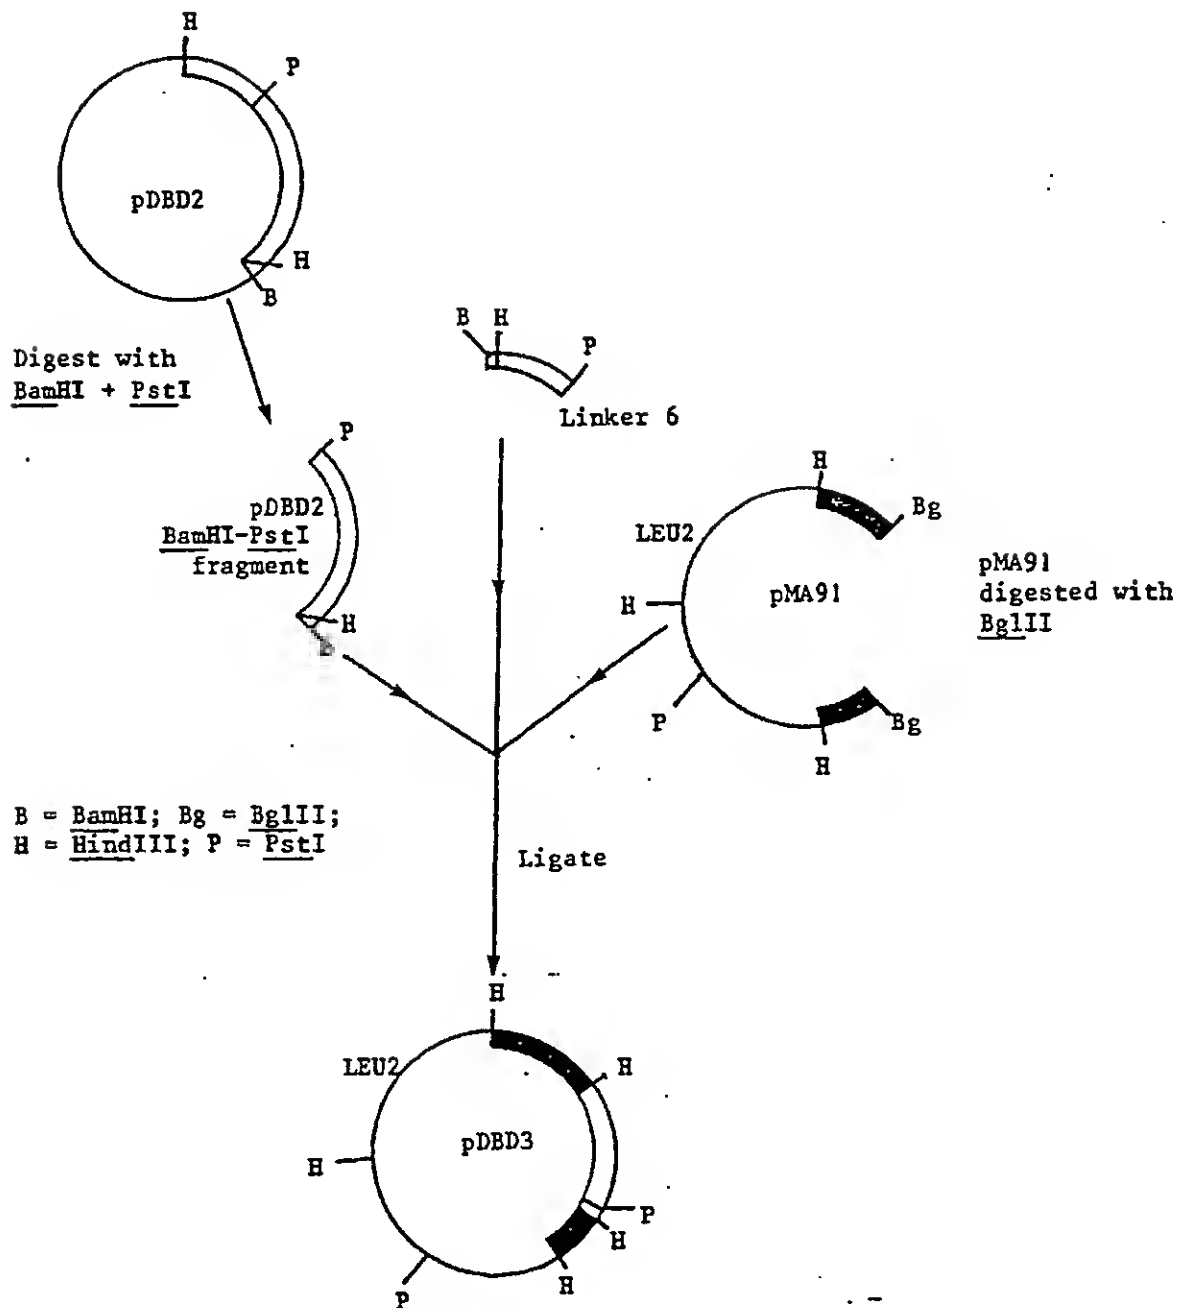 H
P
pDBD2
H
B
Digest with
BamHI + PstI
B H
P
Linker 6
P
pDBD2
BamHI-PstI
fragment
H
B
H
Bg
LEU2
pMA91
pMA91
digested with
BglII
H
P
Bg
H
B = BamHI; Bg = BglII;
H = HindIII; P = PstI
Ligate
H
LEU2
H
pDBD3
H
P
H
H
P